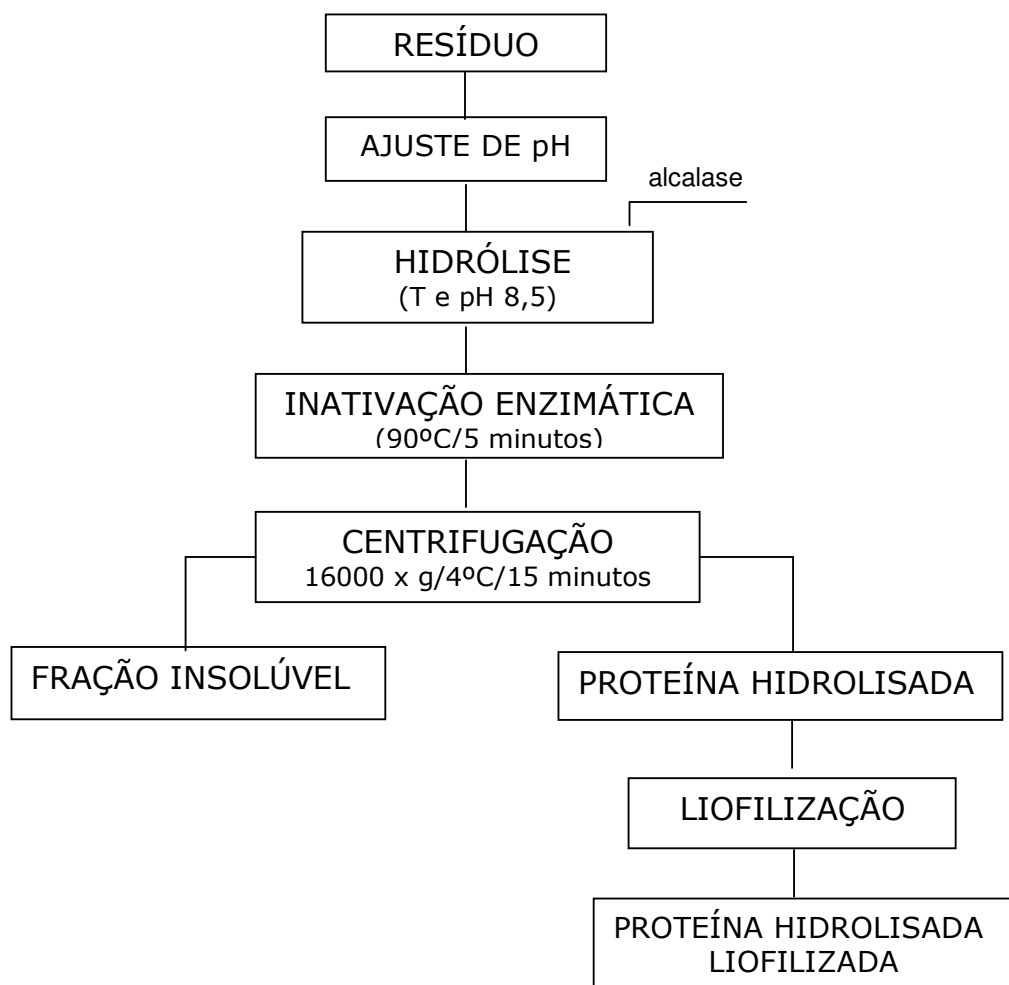 RESÍDUO
AJUSTE DE pH
alcalase
HIDRÓLISE
(T e pH 8,5)
INATIVAÇÃO ENZIMÁTICA
(90ºC/5 minutos)
CENTRIFUGAÇÃO
16000 x g/4ºC/15 minutos
FRAÇÃO INSOLÚVEL
PROTEÍNA HIDROLISADA
LIOFILIZAÇÃO
PROTEÍNA HIDROLISADA
LIOFILIZADA